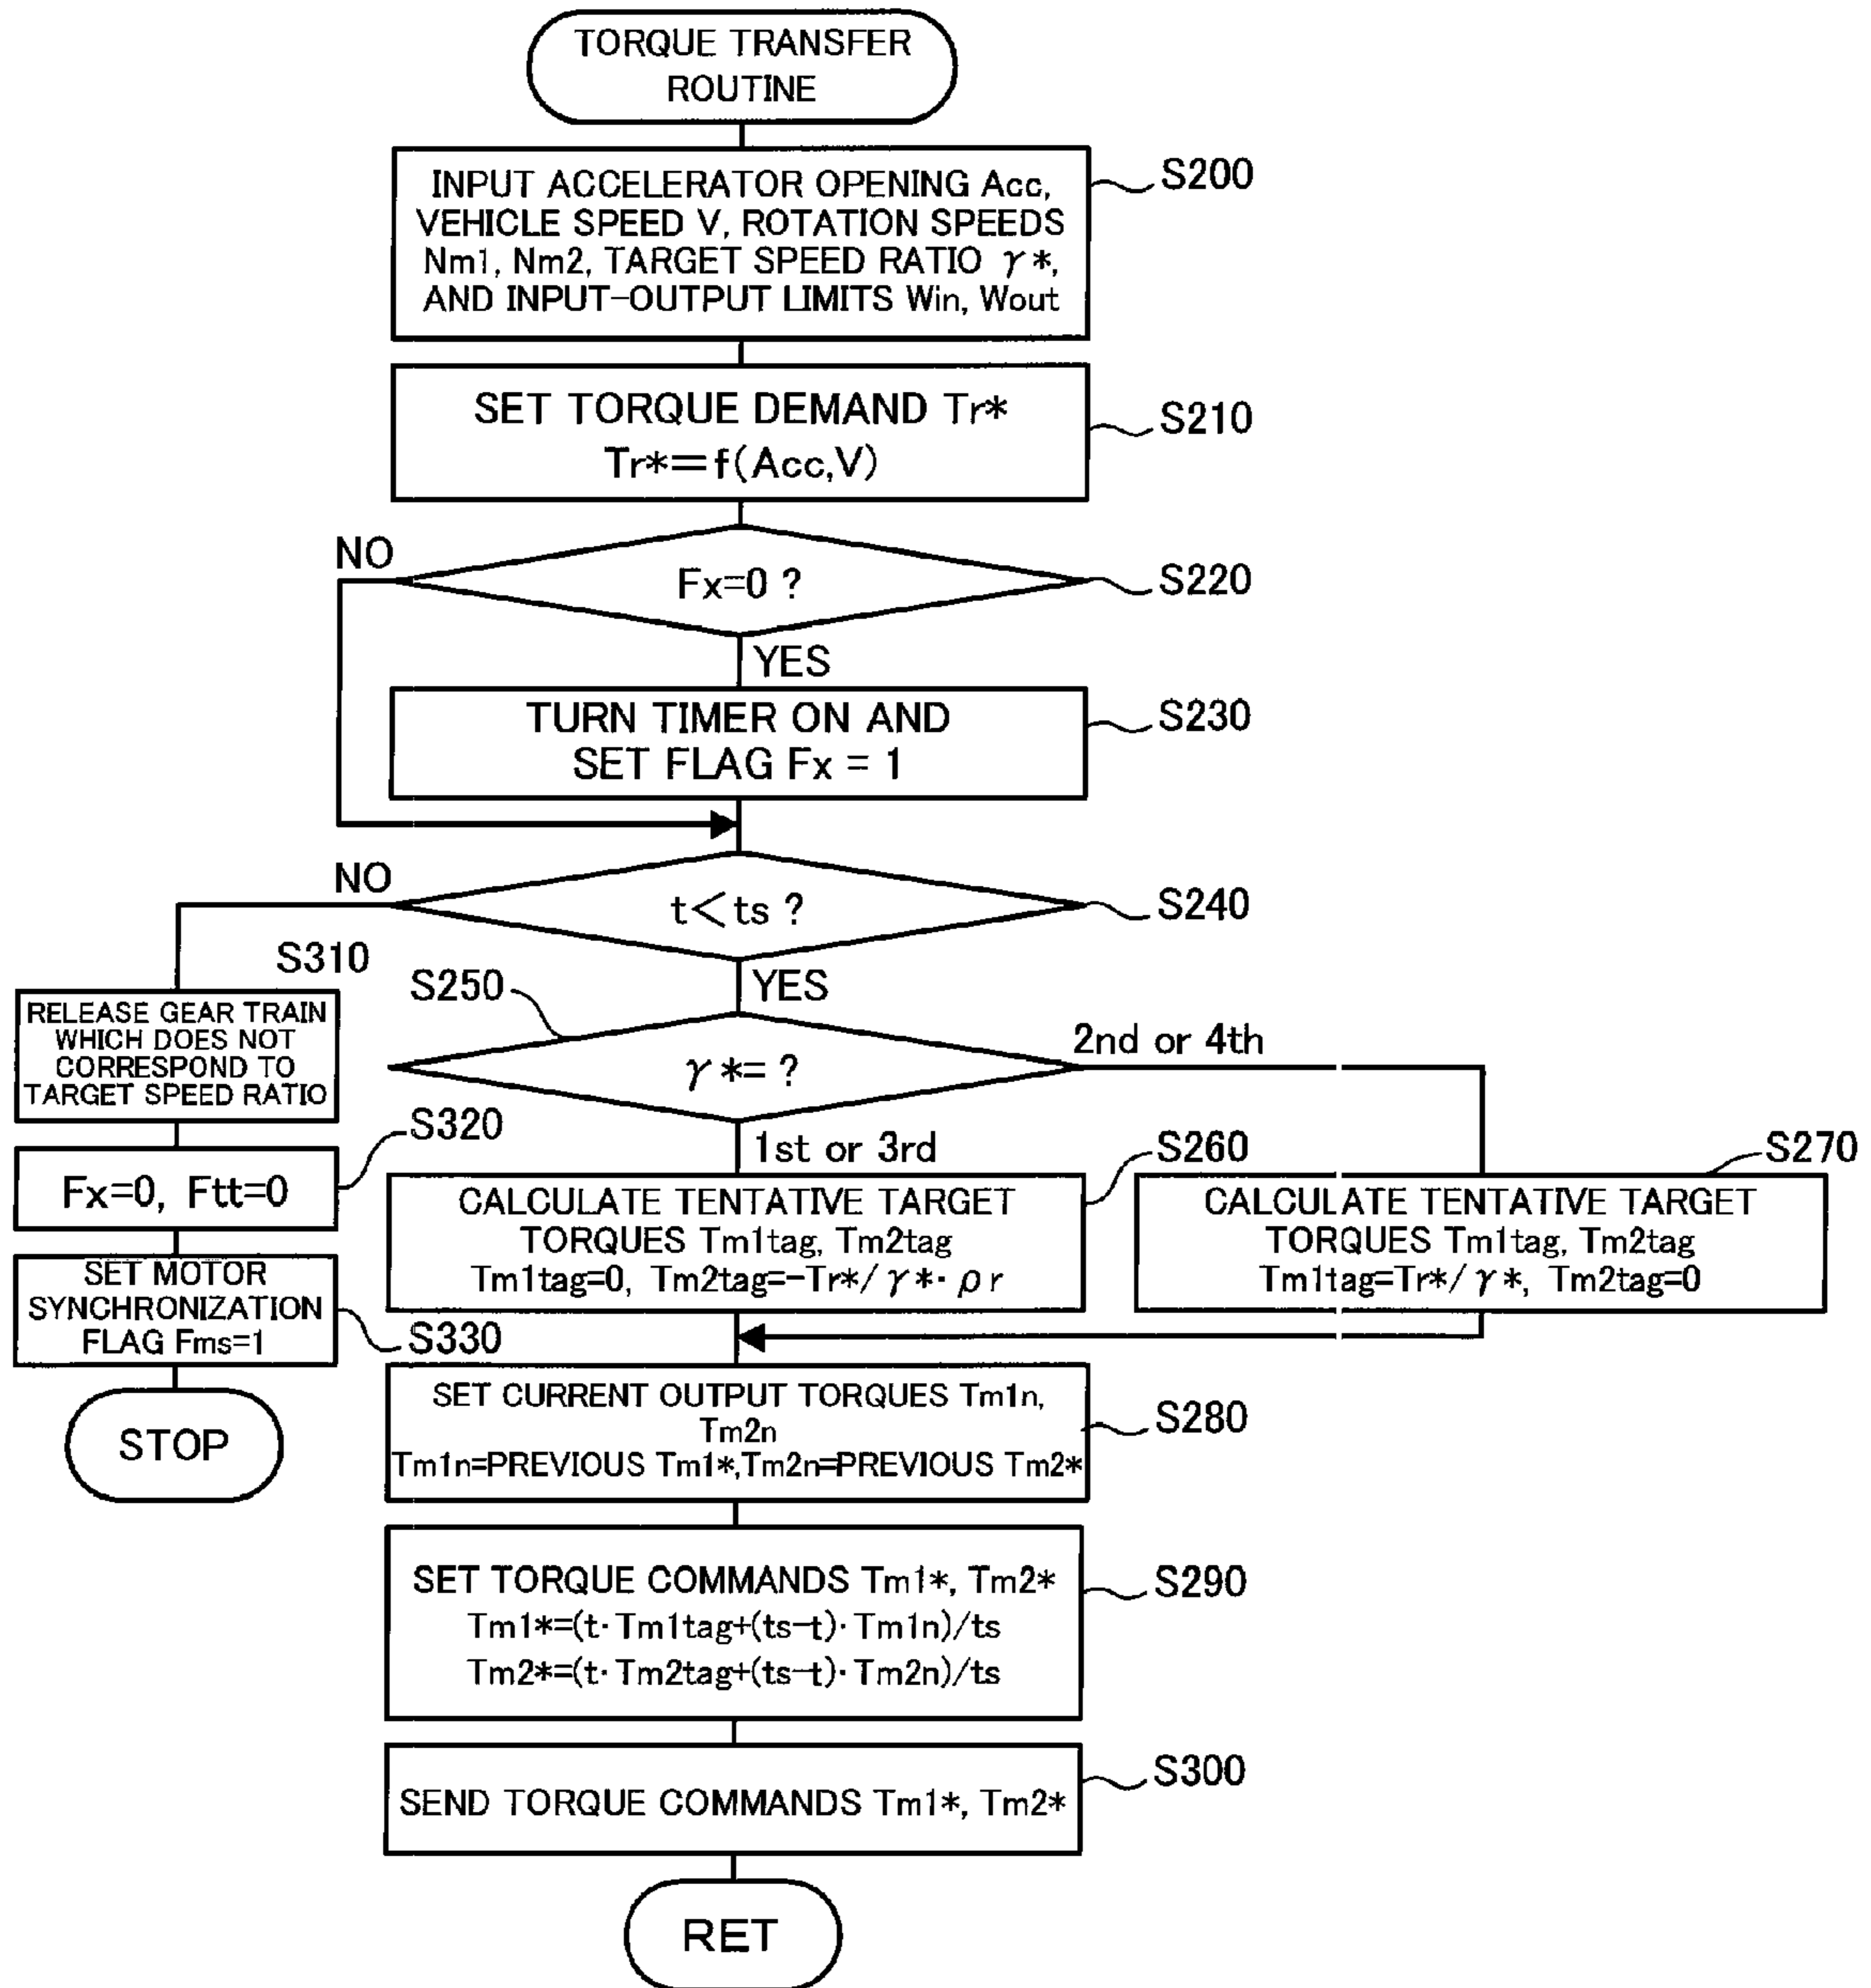 TORQUE TRANSFER
ROUTINE
INPUT ACCELERATOR OPENING Acc,
VEHICLE SPEED V, ROTATION SPEEDS
Nm1, Nm2, TARGET SPEED RATIO γ*,
AND INPUT-OUTPUT LIMITS Win, Wout
S200
SET TORQUE DEMAND Tr*
Tr*=f(Acc,V)
S210
NO
Fx=0 ?
S220
YES
TURN TIMER ON AND
SET FLAG Fx = 1
S230
NO
t<ts ?
S240
YES
S310
RELEASE GEAR TRAIN
WHICH DOES NOT
CORRESPOND TO
TARGET SPEED RATIO
S320
Fx=0, Ftt=0
SET MOTOR
SYNCHRONIZATION
FLAG Fms=1
S330
STOP
S250
γ*= ?
2nd or 4th
1st or 3rd
S260
CALCULATE TENTATIVE TARGET
TORQUES Tm1tag, Tm2tag
Tm1tag=0, Tm2tag=-Tr*/γ*·ρr
S270
CALCULATE TENTATIVE TARGET
TORQUES Tm1tag, Tm2tag
Tm1tag=Tr*/γ*, Tm2tag=0
SET CURRENT OUTPUT TORQUES Tm1n,
Tm2n
Tm1n=PREVIOUS Tm1*,Tm2n=PREVIOUS Tm2*
S280
SET TORQUE COMMANDS Tm1*, Tm2*
Tm1*=(t·Tm1tag+(ts-t)·Tm1n)/ts
Tm2*=(t·Tm2tag+(ts-t)·Tm2n)/ts
S290
SEND TORQUE COMMANDS Tm1*, Tm2*
S300
RET